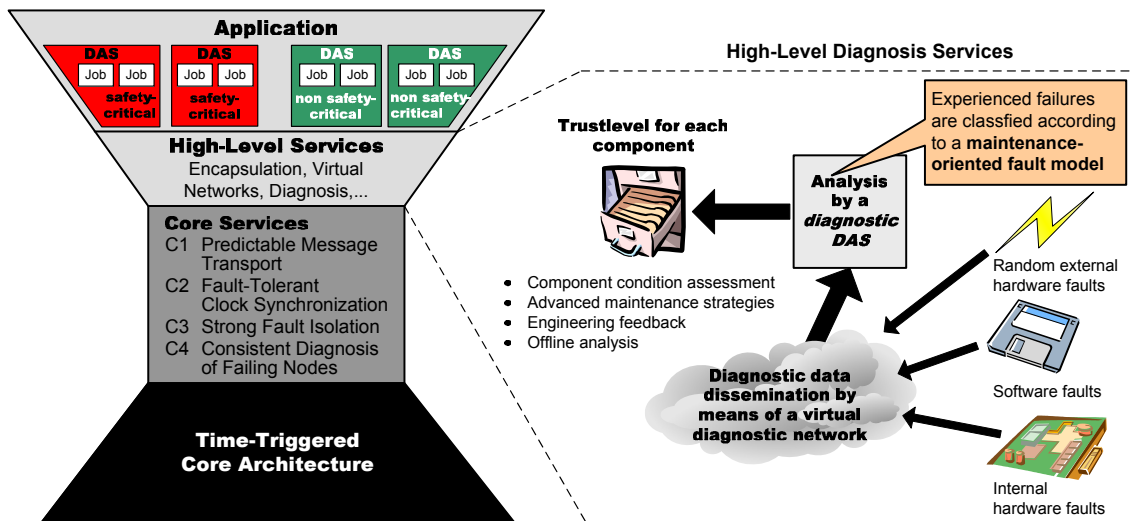 Application
DAS
Job Job
safety-
critical
DAS
Job Job
safety-
critical
DAS
Job Job
non safety-
critical
DAS
Job Job
non safety-
critical
High-Level Services
Encapsulation, Virtual
Networks, Diagnosis,...
Core Services
C1 Predictable Message
Transport
C2 Fault-Tolerant
Clock Synchronization
C3 Strong Fault Isolation
C4 Consistent Diagnosis
of Failing Nodes
Time-Triggered
Core Architecture
High-Level Diagnosis Services
Trustlevel for each
component
Analysis
by a
diagnostic
DAS
Experienced failures
are classfied according
to a maintenance-
oriented fault model
• Component condition assessment
• Advanced maintenance strategies
• Engineering feedback
• Offline analysis
Diagnostic data
dissemination by
means of a virtual
diagnostic network
Random external
hardware faults
Software faults
Internal
hardware faults